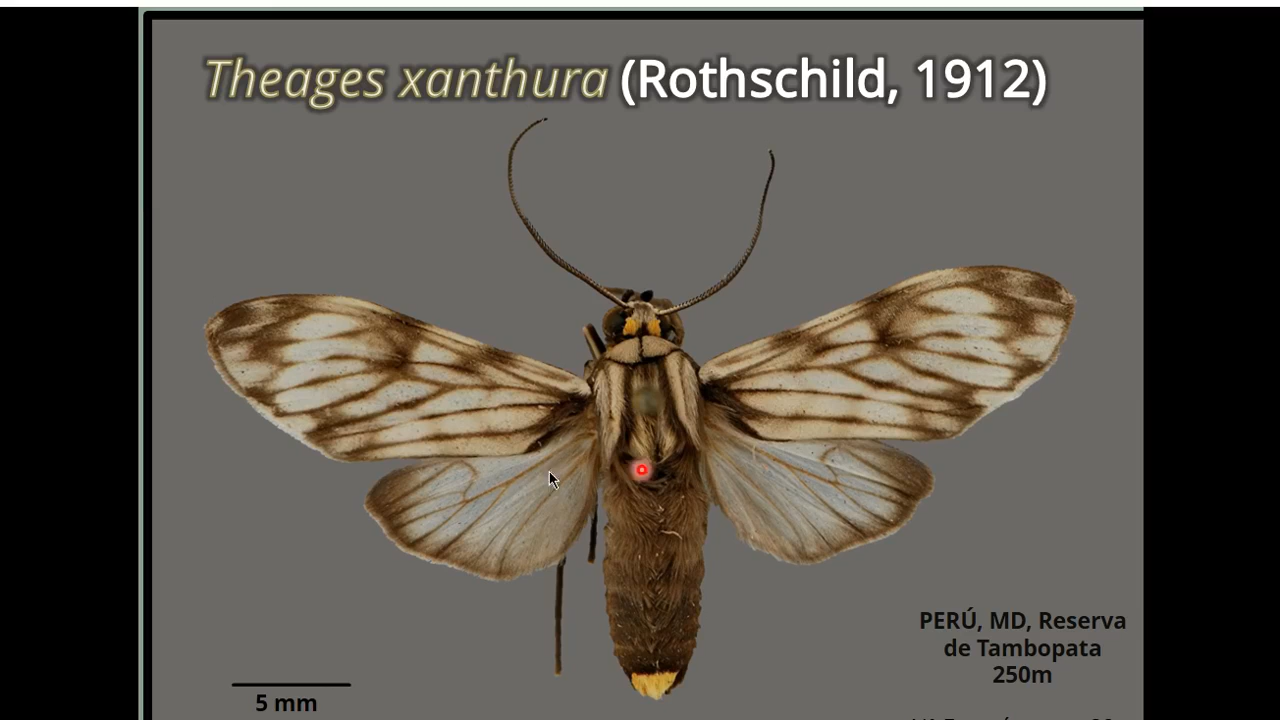 Theages xanthura (Rothschild, 1912)
PERÚ, MD, Reserva
de Tambopata
250m
5 mm